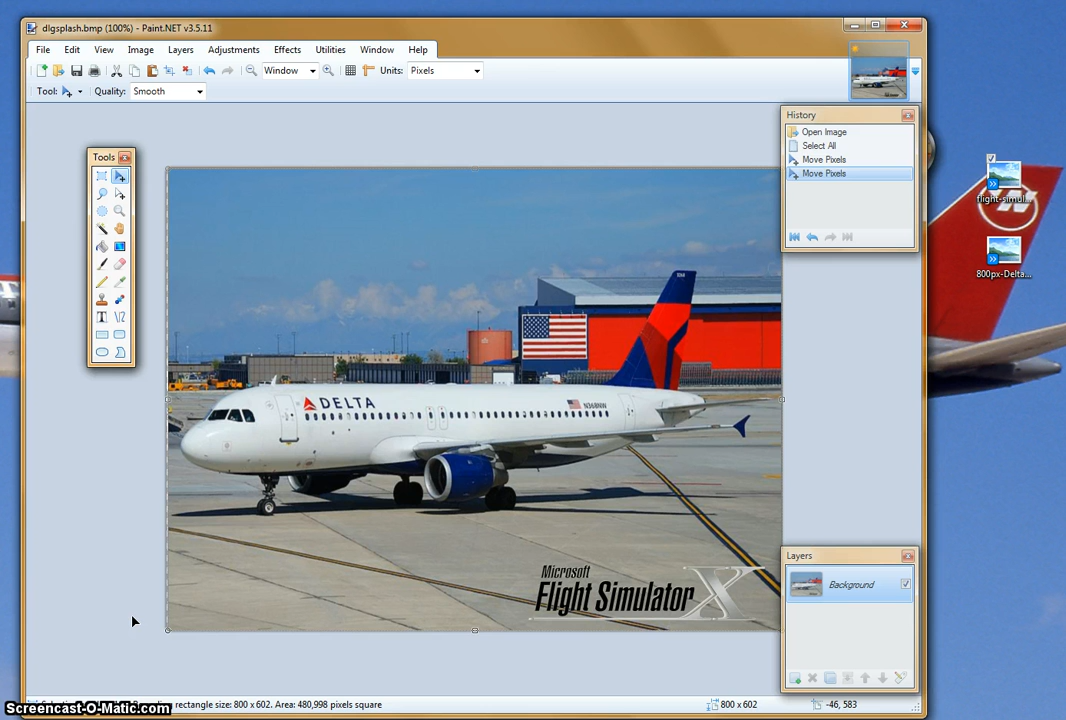 dlgsplash.bmp (100%) - Paint.NET v3.5.11
File Edit View Image Layers Adjustments Effects Utilities Window Help
Window Units: Pixels
Tool: Quality: Smooth
Tools
History
Open Image
Select All
Move Pixels
Move Pixels
flight-simul...
800px-Delta...
DELTA
N368NW
Microsoft
Flight Simulator X
Layers
Background
rectangle size: 800 x 602. Area: 480,998 pixels square
800 x 602
-46, 583
Screencast-O-Matic.com